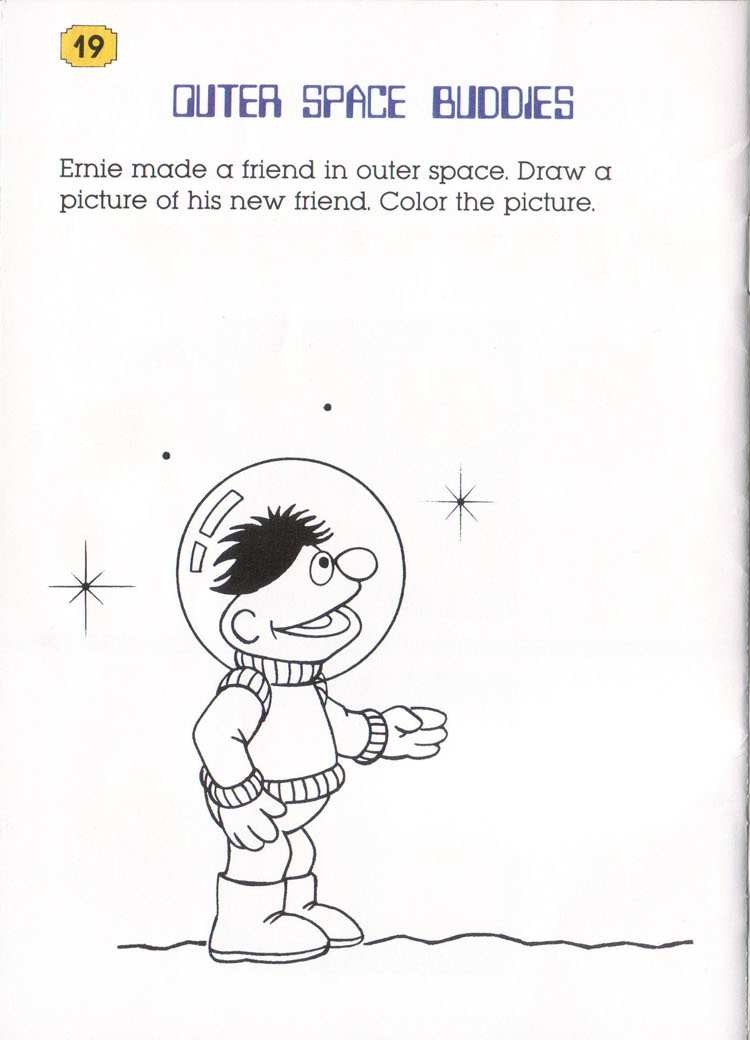 19
OUTER SPACE BUDDIES
Ernie made a friend in outer space. Draw a
picture of his new friend. Color the picture.